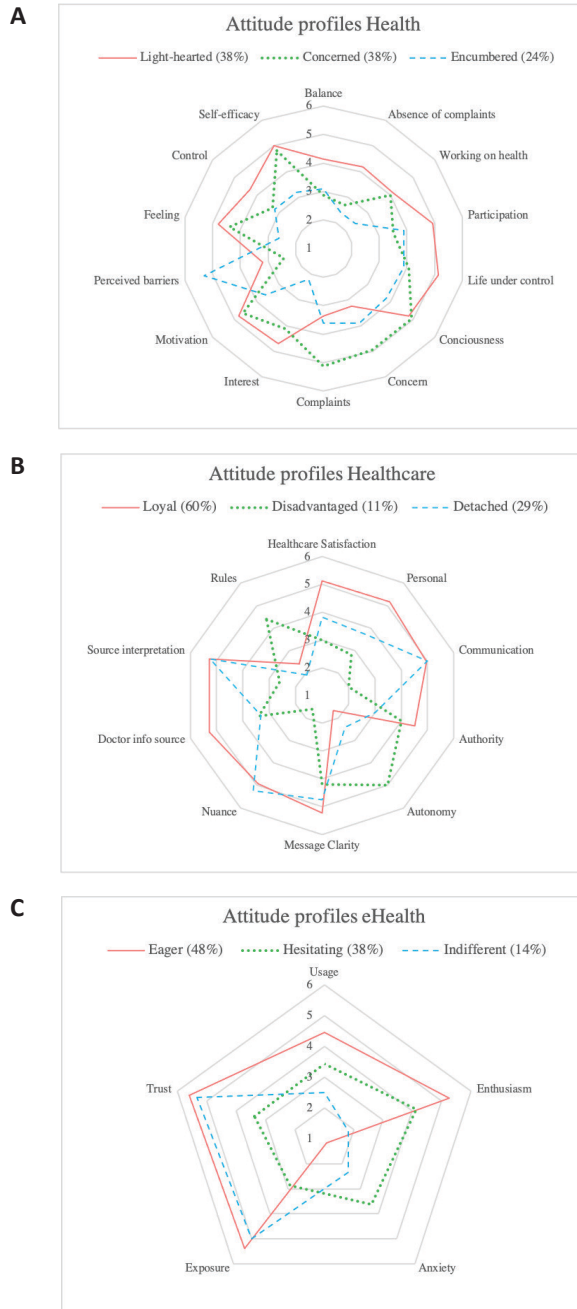 A
Attitude profiles Health
Light-hearted (38%) Concerned (38%) Encumbered (24%)
Balance
Self-efficacy Absence of complaints
Control Working on health
Feeling Participation
Perceived barriers Life under control
Motivation Conciousness
Interest Concern
Complaints
6
5
4
3
2
1
B
Attitude profiles Healthcare
Loyal (60%) Disadvantaged (11%) Detached (29%)
Healthcare Satisfaction
Rules Personal
Source interpretation Communication
Doctor info source Authority
Nuance Autonomy
Message Clarity
6
5
4
3
2
1
C
Attitude profiles eHealth
Eager (48%) Hesitating (38%) Indifferent (14%)
Usage
Trust Enthusiasm
Exposure Anxiety
6
5
4
3
2
1